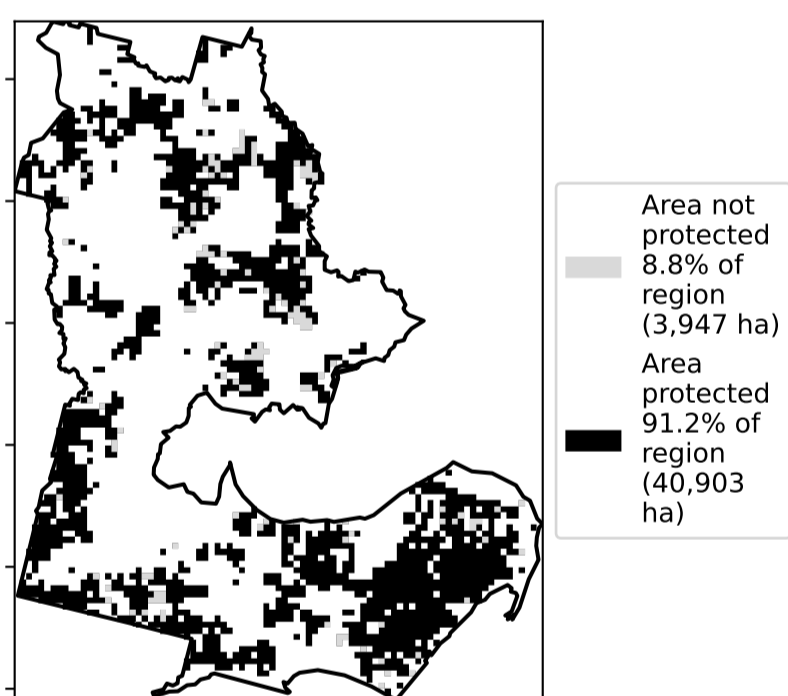 Area not
protected
8.8% of
region
(3,947 ha)
Area
protected
91.2% of
region
(40,903
ha)